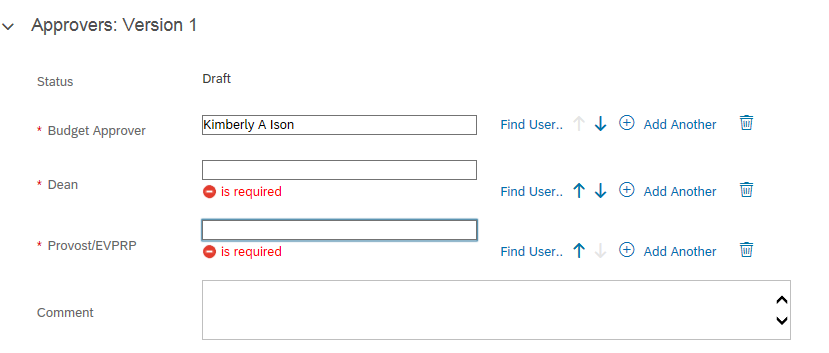 Approvers: Version 1
Status Draft
* Budget Approver Kimberly A Ison Find User.. Add Another
* Dean Find User.. Add Another
is required
* Provost/EVPRP Find User.. Add Another
is required
Comment